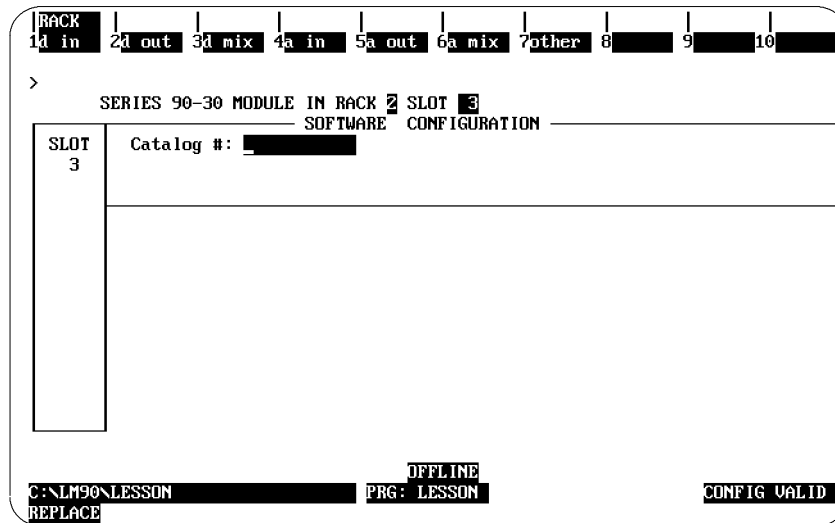 RACK
1d in 2d out 3d mix 4a in 5a out 6a mix 7other 8 9 10
>
SERIES 90-30 MODULE IN RACK 2 SLOT 3
SOFTWARE CONFIGURATION
SLOT Catalog #:
3
OFFLINE
C:\LM90\LESSON PRG: LESSON CONFIG VALID
REPLACE